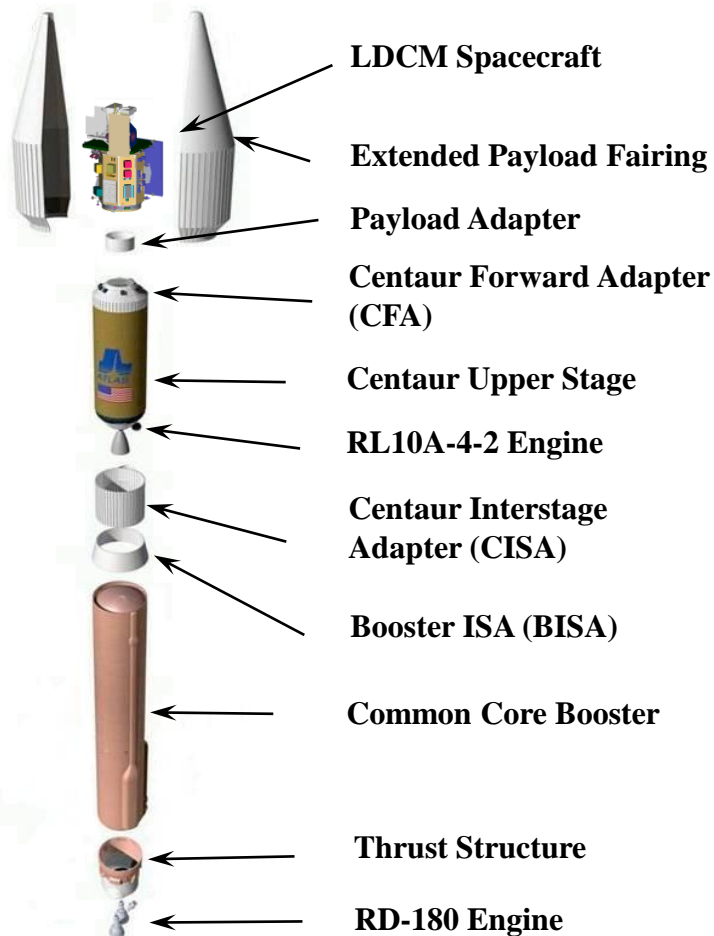 LDCM Spacecraft
Extended Payload Fairing
Payload Adapter
Centaur Forward Adapter
(CFA)
ATLAS
Centaur Upper Stage
RL10A-4-2 Engine
Centaur Interstage
Adapter (CISA)
Booster ISA (BISA)
Common Core Booster
Thrust Structure
RD-180 Engine